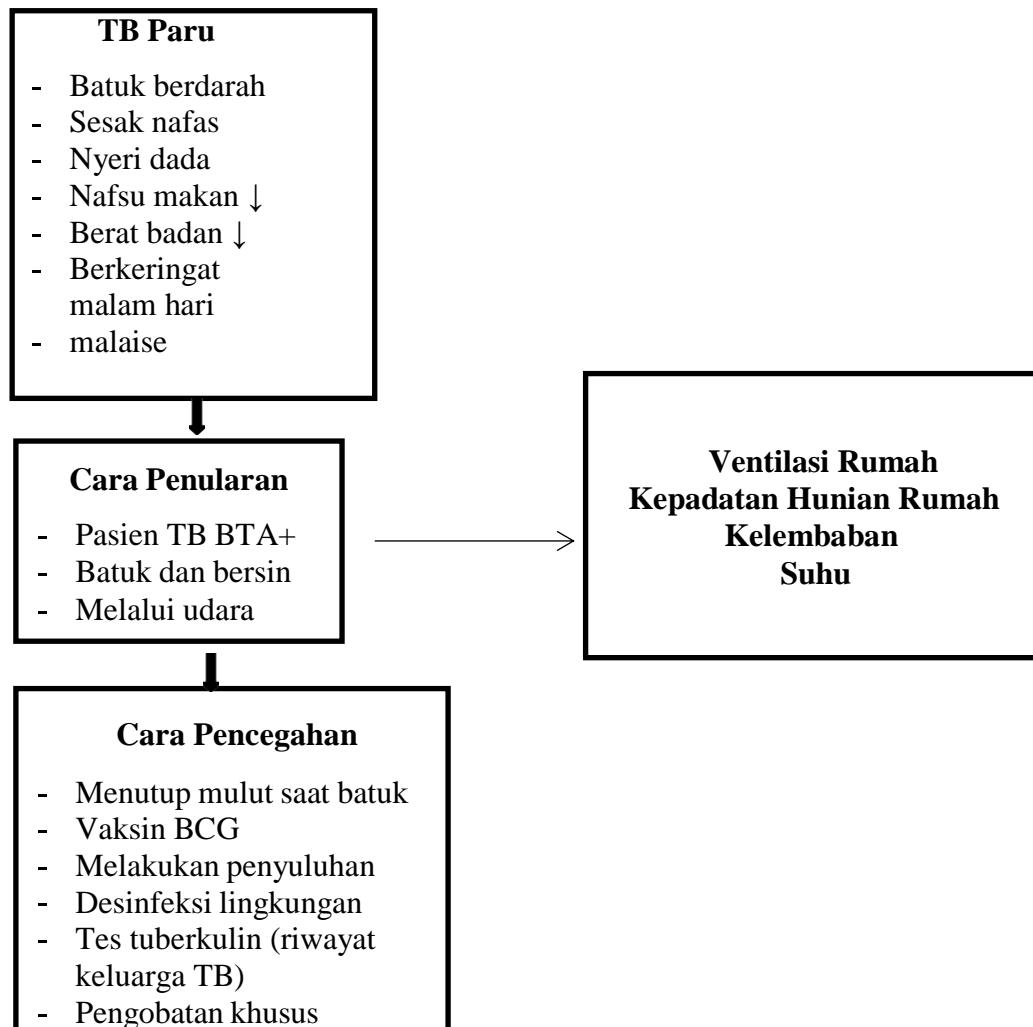 TB Paru
- Batuk berdarah
- Sesak nafas
- Nyeri dada
- Nafsu makan ↓
- Berat badan ↓
- Berkeringat
malam hari
- malaise
Cara Penularan
- Pasien TB BTA+
- Batuk dan bersin
- Melalui udara
Ventilasi Rumah
Kepadatan Hunian Rumah
Kelembaban
Suhu
Cara Pencegahan
- Menutup mulut saat batuk
- Vaksin BCG
- Melakukan penyuluhan
- Desinfeksi lingkungan
- Tes tuberkulin (riwayat
keluarga TB)
- Pengobatan khusus